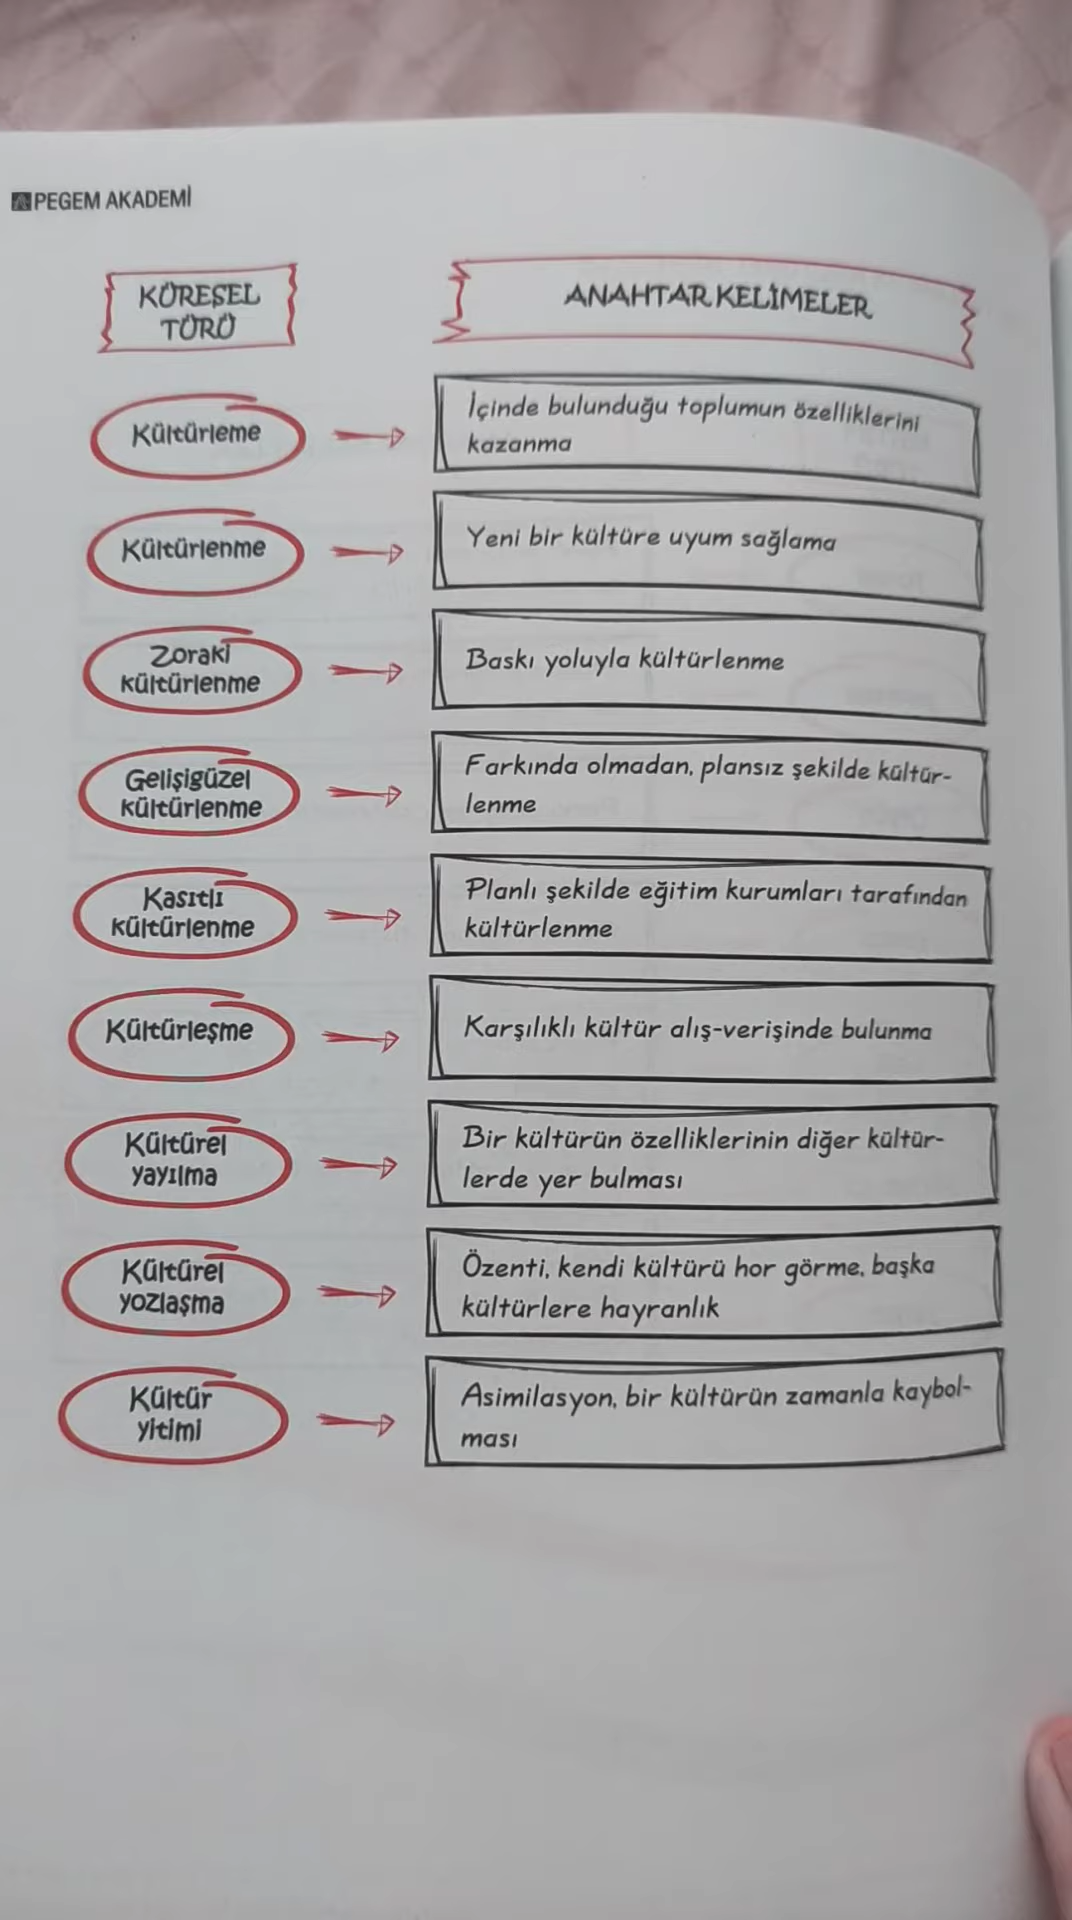 PEGEM AKADEMİ
KÜRESEL
TÜRÜ
ANAHTAR KELİMELER
Kültürleme
İçinde bulunduğu toplumun özelliklerini
kazanma
Kültürlenme
Yeni bir kültüre uyum sağlama
Zoraki
kültürlenme
Baskı yoluyla kültürlenme
Gelişigüzel
kültürlenme
Farkında olmadan, plansız şekilde kültür-
lenme
Kasıtlı
kültürlenme
Planlı şekilde eğitim kurumları tarafından
kültürlenme
Kültürleşme
Karşılıklı kültür alış-verişinde bulunma
Kültürel
yayılma
Bir kültürün özelliklerinin diğer kültür-
lerde yer bulması
Kültürel
yozlaşma
Özenti, kendi kültürü hor görme, başka
kültürlere hayranlık
Kültür
yitimi
Asimilasyon, bir kültürün zamanla kaybol-
ması